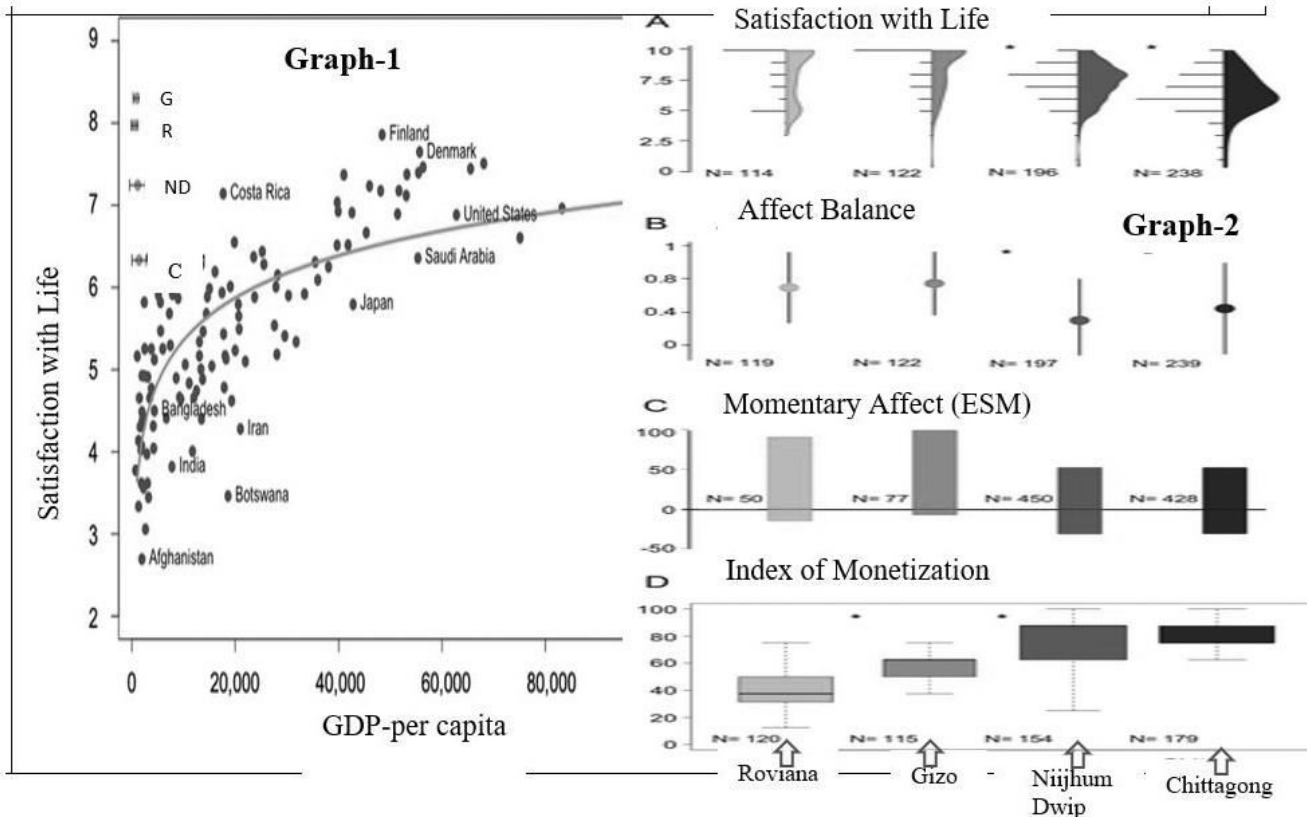 Graph-1
Satisfaction with Life
9
8
7
6
5
4
3
2
G
R
ND
C
Finland
Denmark
Costa Rica
United States
Saudi Arabia
Japan
Bangladesh
Iran
India
Botswana
Afghanistan
0
20,000
40,000
60,000
80,000
GDP-per capita
A
Satisfaction with Life
10
7.5
5
2.5
0
N= 114
N= 122
N= 196
N= 238
B
Affect Balance
Graph-2
1
0.8
0.4
0
N= 119
N= 122
N= 197
N= 239
C
Momentary Affect (ESM)
100
50
0
-50
N= 50
N= 77
N= 450
N= 428
D
Index of Monetization
100
80
60
40
20
0
N= 120
N= 115
N= 154
N= 179
Roviana
Gizo
Niijhum
Dwip
Chittagong